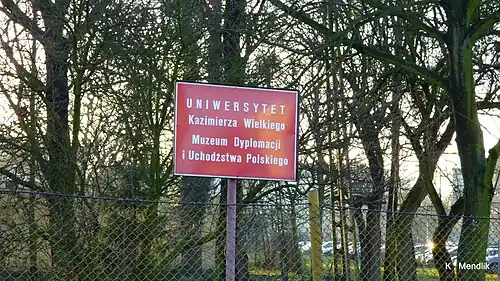 UNIWERSYTET
Kazimierza Wielkiego
Muzeum Dyplomacji
i Uchodźstwa Polskiego
K. Mendlik